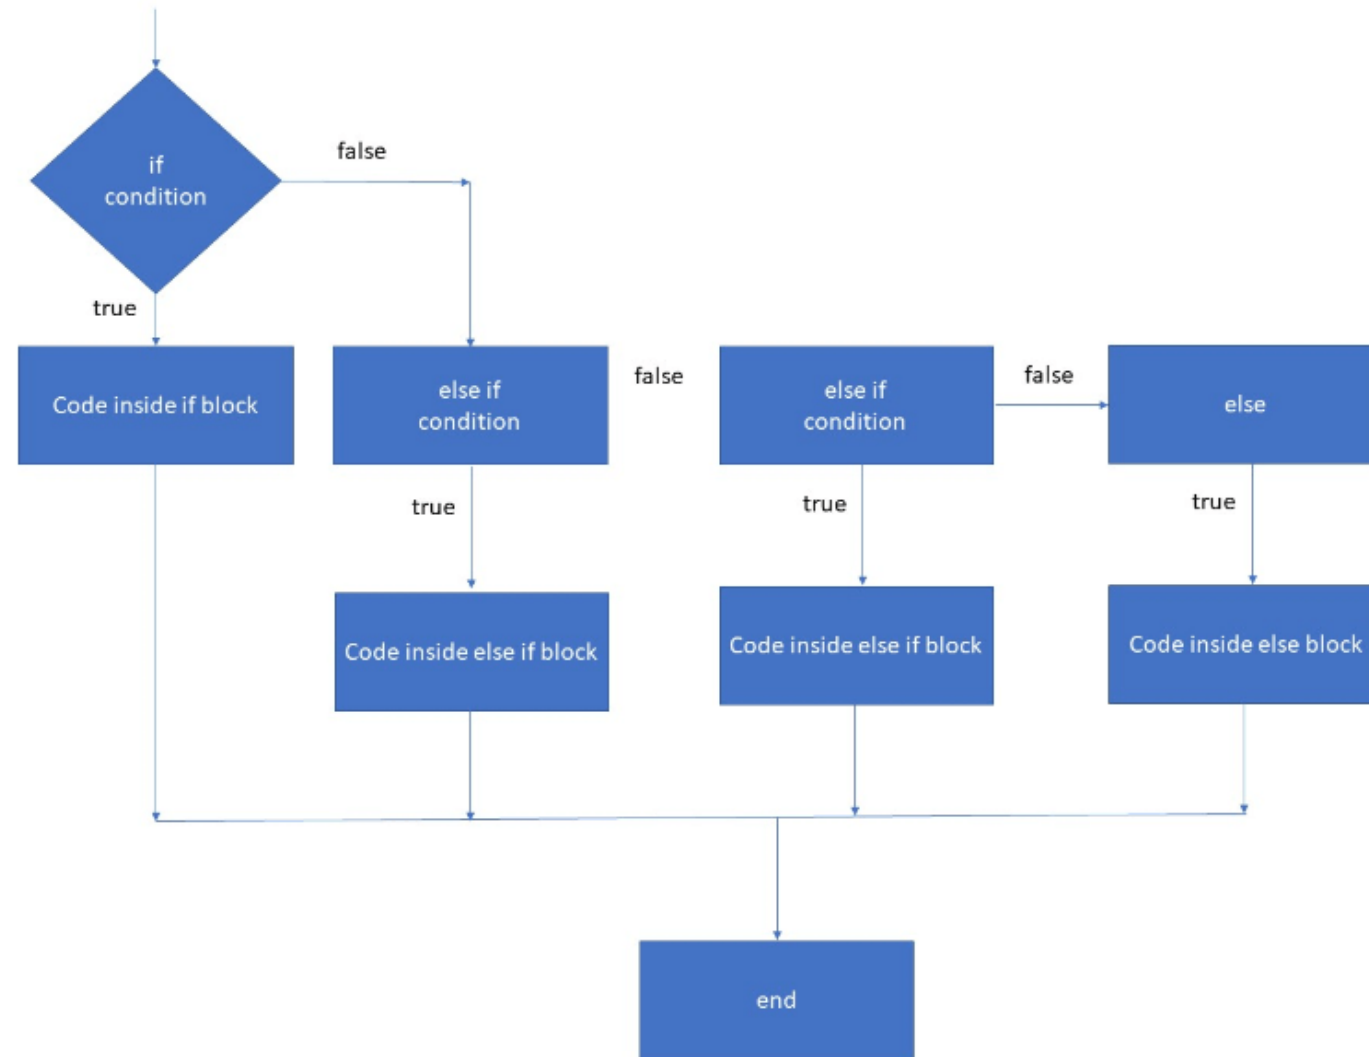 if
condition
false
true
Code inside if block
else if
condition
false
else if
condition
false
else
true
true
true
Code inside else if block
Code inside else if block
Code inside else block
end